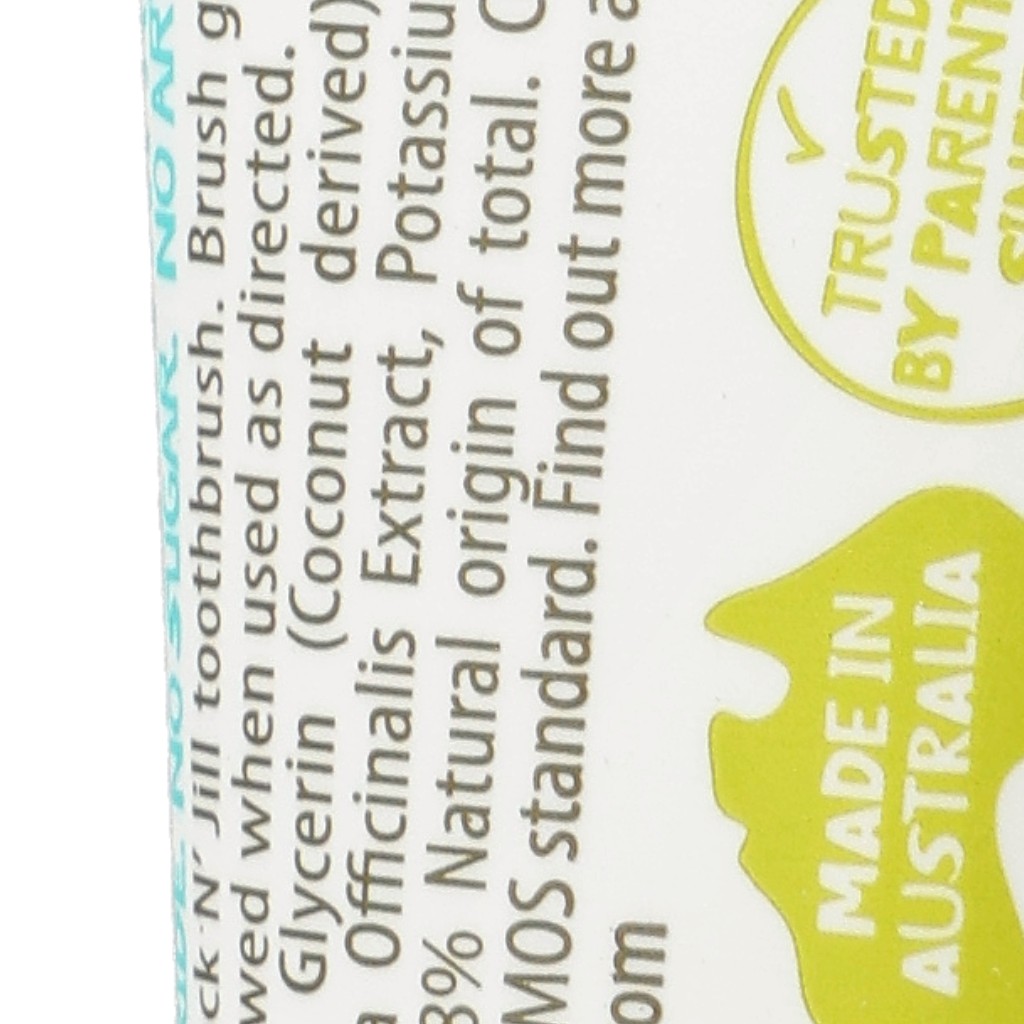 NO SUGAR NO AR
ck N' Jill toothbrush. Brush g
wed when used as directed.
Glycerin (Coconut derived)
Officinalis Extract, Potassiu
8% Natural origin of total. C
MOS standard. Find out more a
om
TRUSTED
BY PARENT
MADE IN
AUSTRALIA